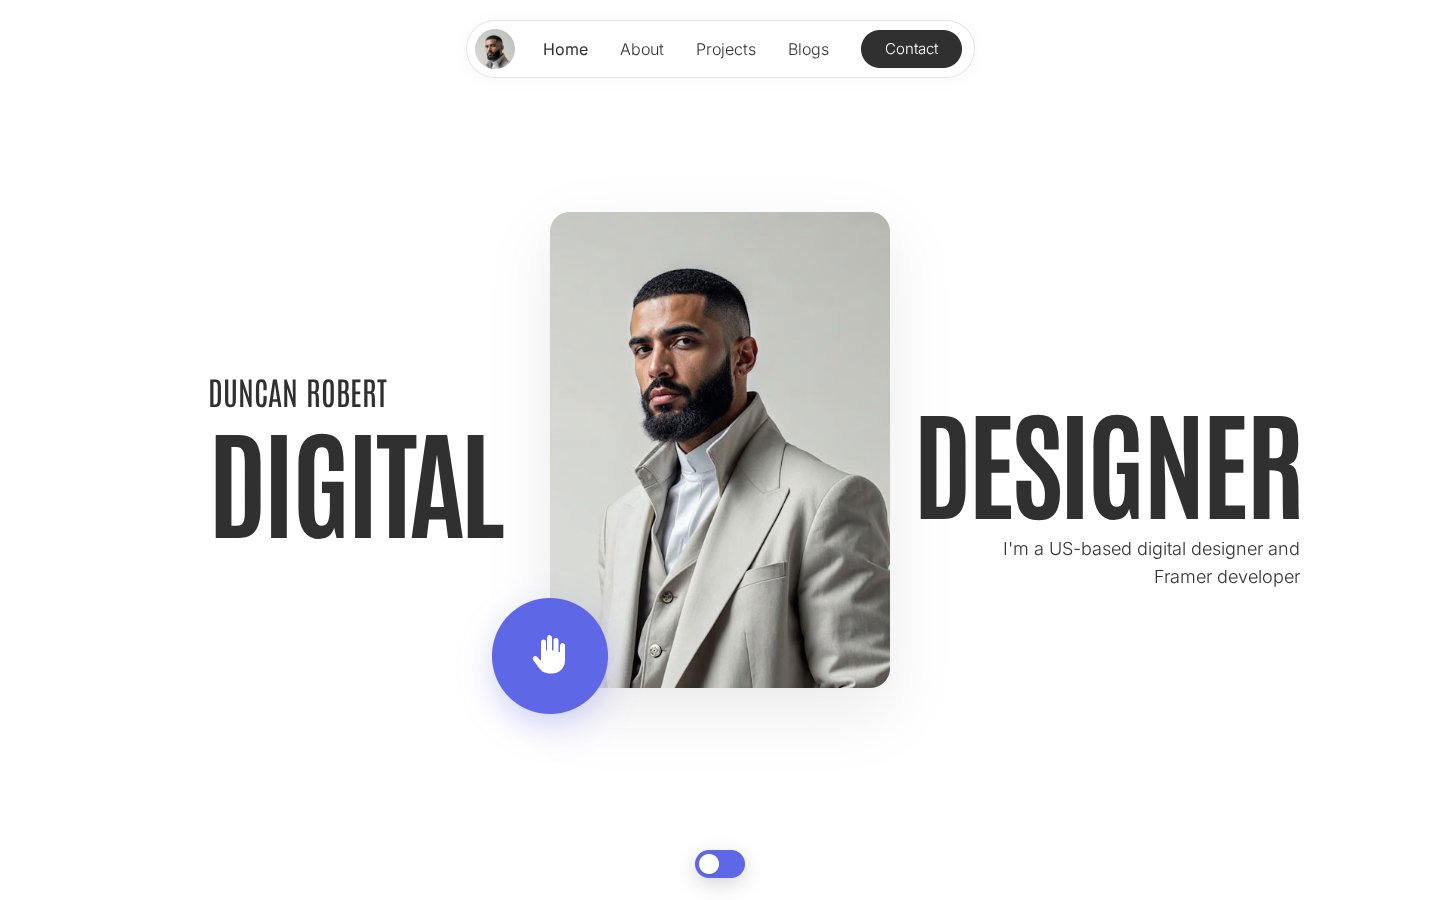 Home
About
Projects
Blogs
Contact
DUNCAN ROBERT
DIGITAL
DESIGNER
I'm a US-based digital designer and
Framer developer